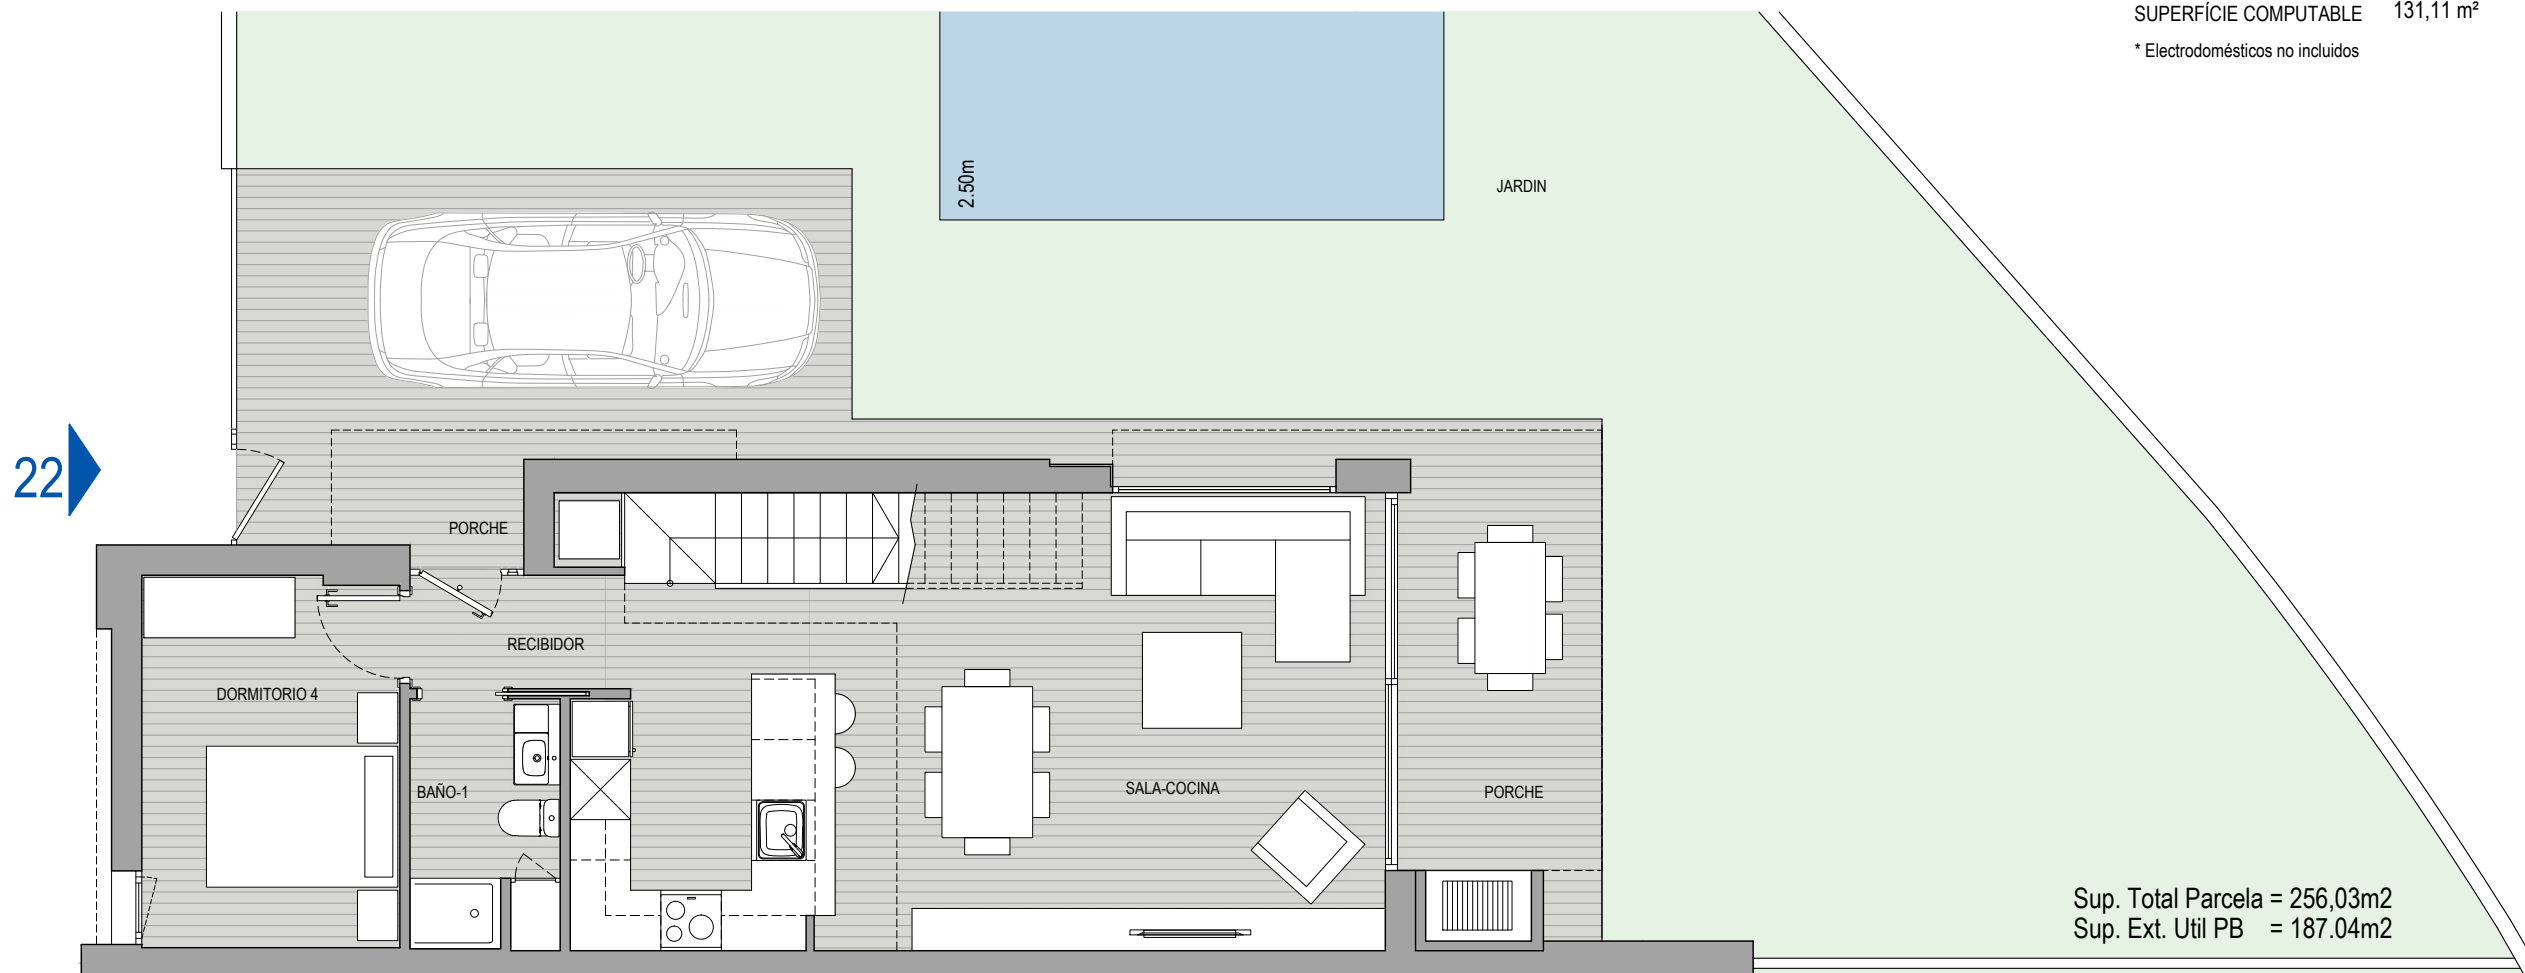 SUPERFÍCIE COMPUTABLE 131,11 m²
* Electrodomésticos no incluidos
2.50m
JARDIN
22
PORCHE
RECIBIDOR
DORMITORIO 4
BAÑO-1
SALA-COCINA
PORCHE
Sup. Total Parcela = 256,03m2
Sup. Ext. Util PB = 187.04m2